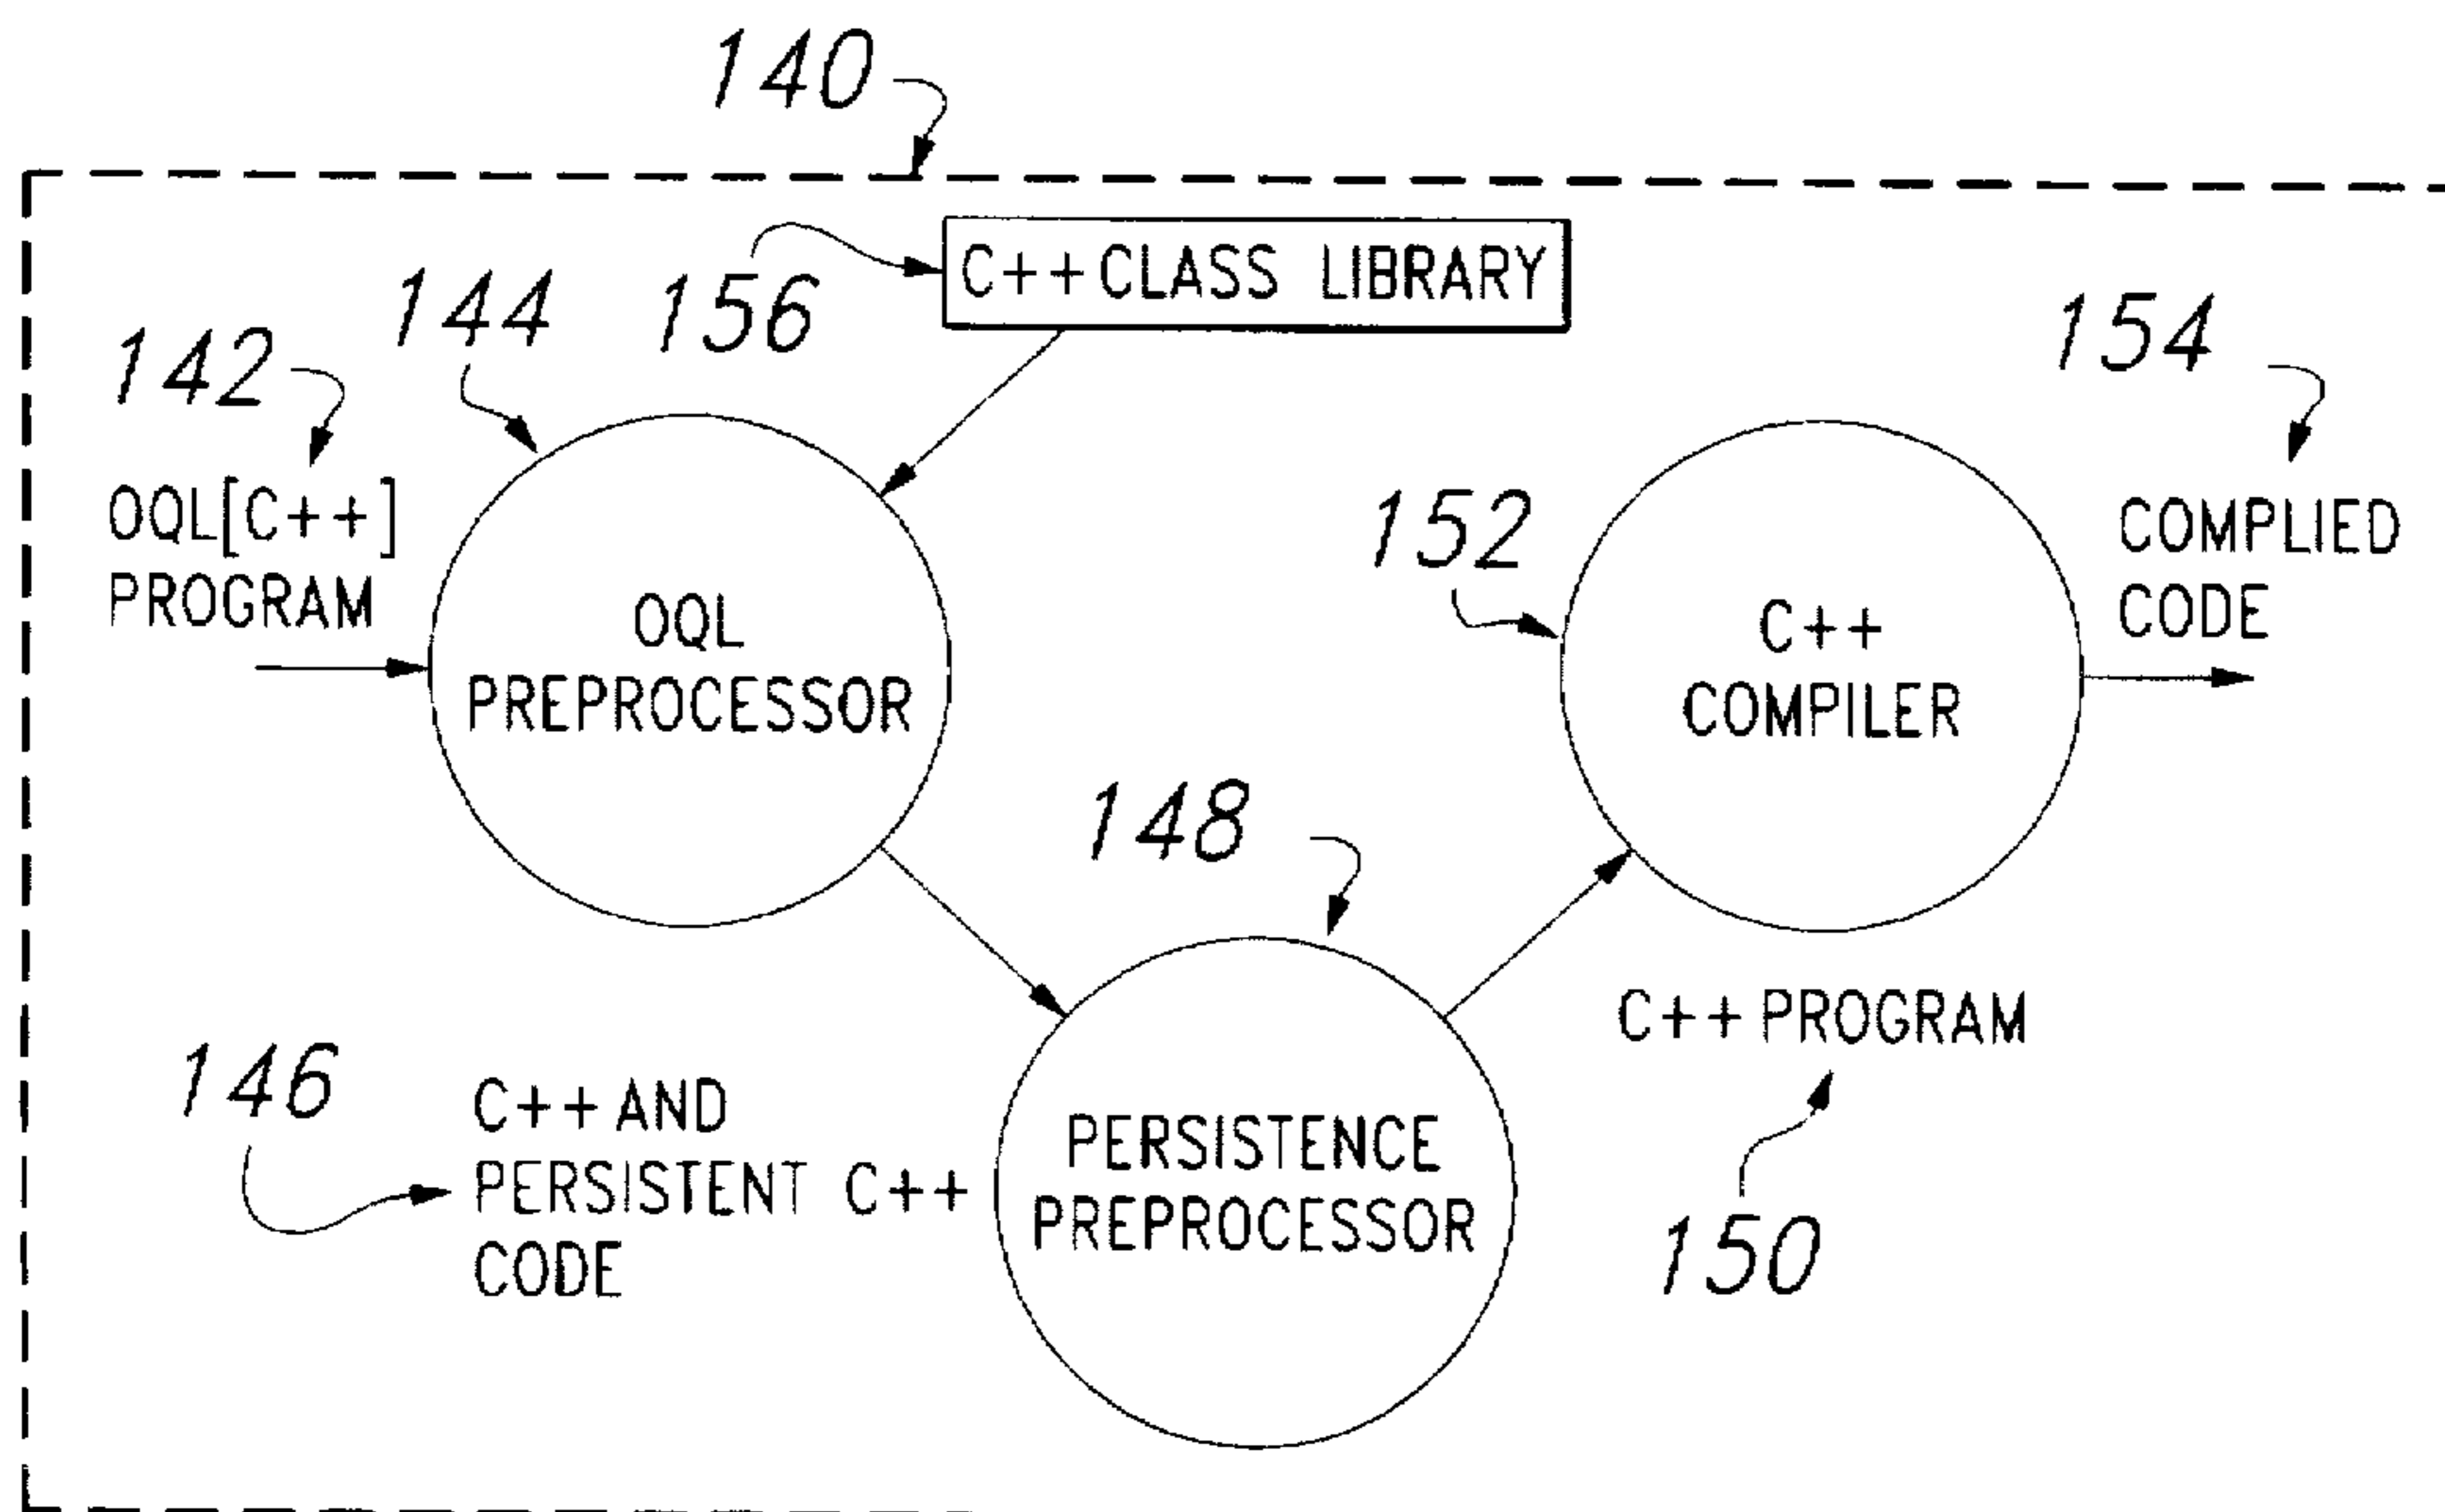 140
C++ CLASS LIBRARY
156
144
142
154
OQL[C++]
PROGRAM
OQL
PREPROCESSOR
152
C++
COMPILER
COMPLIED
CODE
148
C++ PROGRAM
150
146
C++ AND
PERSISTENT C++
CODE
PERSISTENCE
PREPROCESSOR